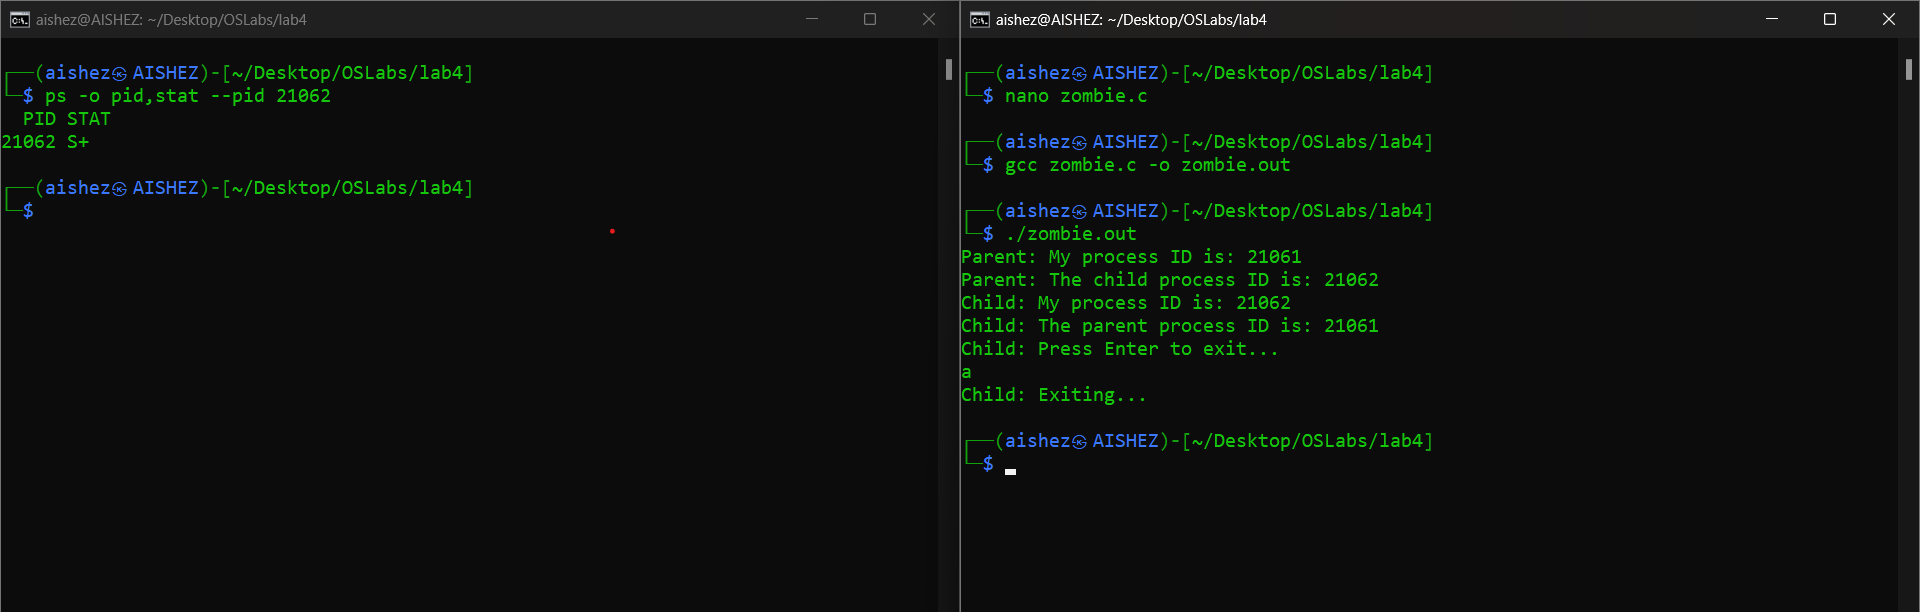 aishez@AISHEZ: ~/Desktop/OSLabs/lab4
┌──(aishez㉿AISHEZ)-[~/Desktop/OSLabs/lab4]
└─$ ps -o pid,stat --pid 21062
  PID STAT
21062 S+
┌──(aishez㉿AISHEZ)-[~/Desktop/OSLabs/lab4]
└─$
aishez@AISHEZ: ~/Desktop/OSLabs/lab4
┌──(aishez㉿AISHEZ)-[~/Desktop/OSLabs/lab4]
└─$ nano zombie.c
┌──(aishez㉿AISHEZ)-[~/Desktop/OSLabs/lab4]
└─$ gcc zombie.c -o zombie.out
┌──(aishez㉿AISHEZ)-[~/Desktop/OSLabs/lab4]
└─$ ./zombie.out
Parent: My process ID is: 21061
Parent: The child process ID is: 21062
Child: My process ID is: 21062
Child: The parent process ID is: 21061
Child: Press Enter to exit...
a
Child: Exiting...
┌──(aishez㉿AISHEZ)-[~/Desktop/OSLabs/lab4]
└─$